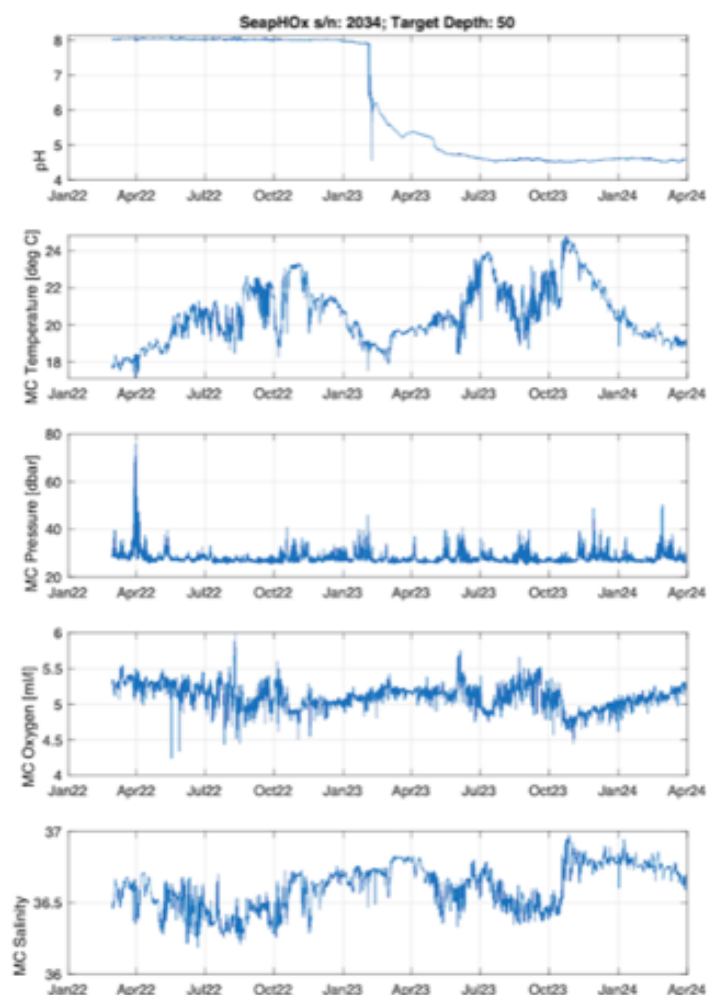 SeapHOx s/n: 2034; Target Depth: 50
8
7
6
5
4
pH
Jan22 Apr22 Jul22 Oct22 Jan23 Apr23 Jul23 Oct23 Jan24 Apr24
24
22
20
18
MC Temperature [deg C]
Jan22 Apr22 Jul22 Oct22 Jan23 Apr23 Jul23 Oct23 Jan24 Apr24
80
60
40
20
MC Pressure [dbar]
Jan22 Apr22 Jul22 Oct22 Jan23 Apr23 Jul23 Oct23 Jan24 Apr24
6
5.5
5
4.5
4
MC Oxygen [ml/l]
Jan22 Apr22 Jul22 Oct22 Jan23 Apr23 Jul23 Oct23 Jan24 Apr24
37
36.5
36
MC Salinity
Jan22 Apr22 Jul22 Oct22 Jan23 Apr23 Jul23 Oct23 Jan24 Apr24